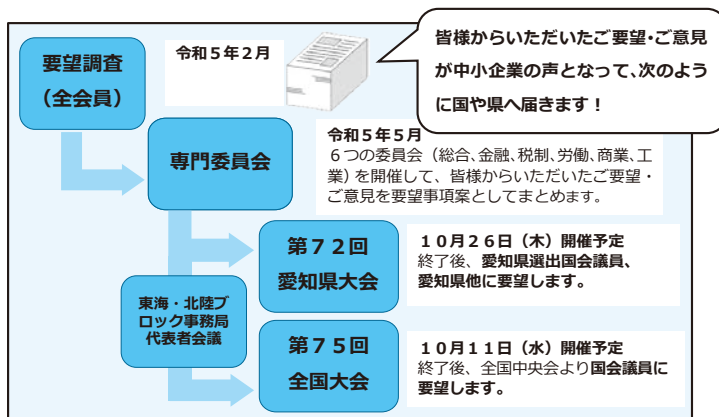 皆様からいただいたご要望・ご意見
が中小企業の声となって、次のよう
に国や県へ届きます！
要望調査
（全会員）
令和５年２月
専門委員会
令和５年５月
６つの委員会（総合、金融、税制、労働、商業、工
業）を開催して、皆様からいただいたご要望・
ご意見を要望事項案としてまとめます。
第７２回
愛知県大会
１０月２６日（木）開催予定
終了後、愛知県選出国会議員、
愛知県他に要望します。
東海・北陸ブ
ロック事務局
代表者会議
第７５回
全国大会
１０月１１日（水）開催予定
終了後、全国中央会より国会議員に
要望します。